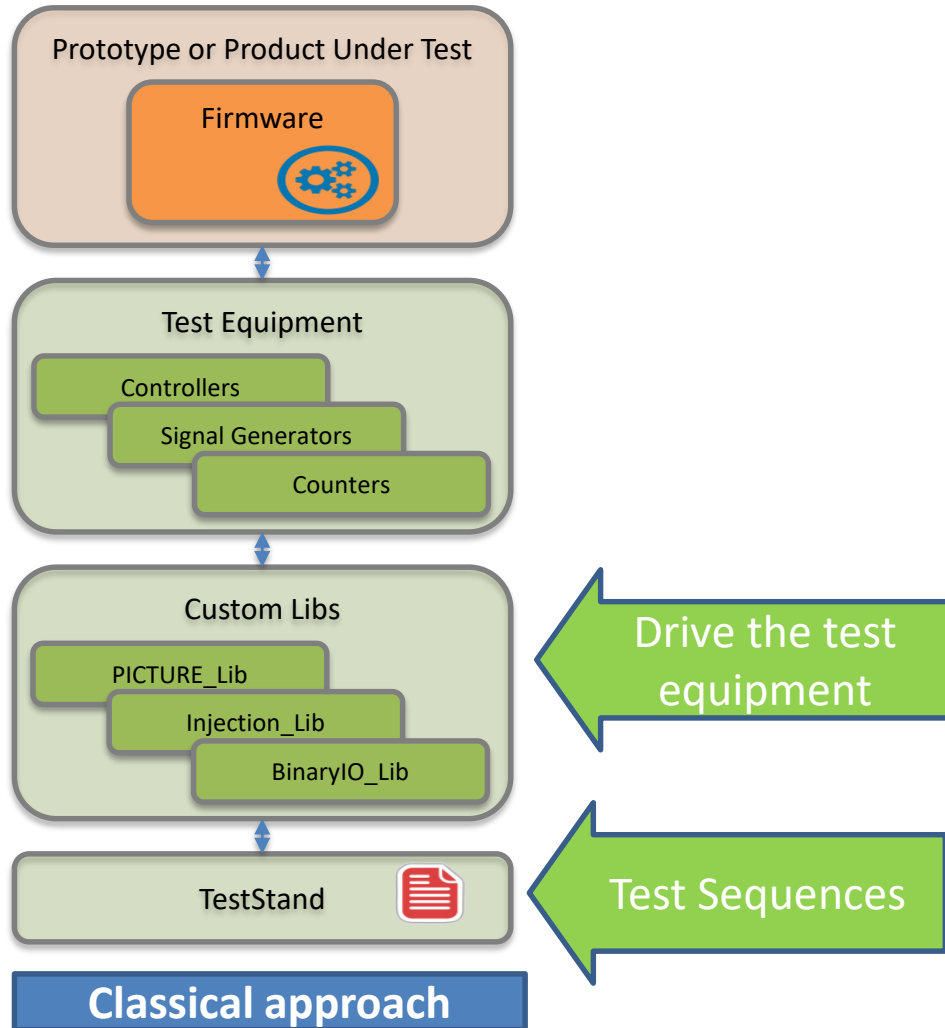 Prototype or Product Under Test
Firmware
Test Equipment
Controllers
Signal Generators
Counters
Custom Libs
PICTURE_Lib
Injection_Lib
BinaryIO_Lib
Drive the test
equipment
TestStand
Test Sequences
Classical approach